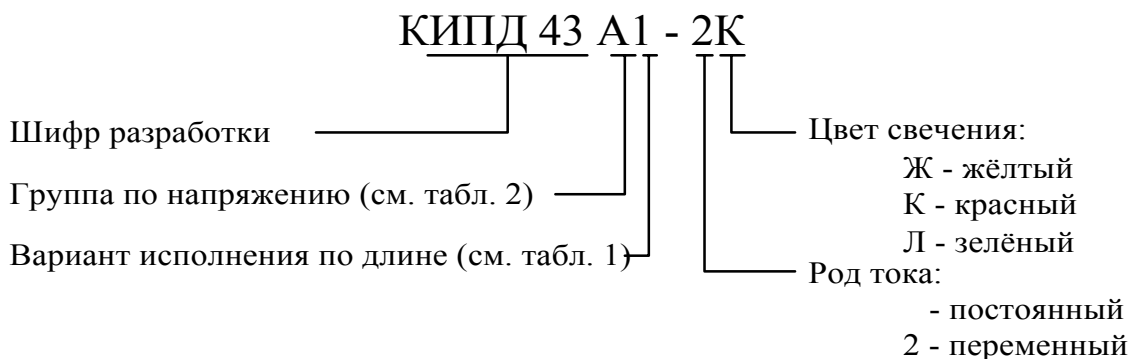 КИПД 43 А1 - 2К
Шифр разработки
Группа по напряжению (см. табл. 2)
Вариант исполнения по длине (см. табл. 1)
Цвет свечения:
Ж - жёлтый
К - красный
Л - зелёный
Род тока:
- постоянный
2 - переменный